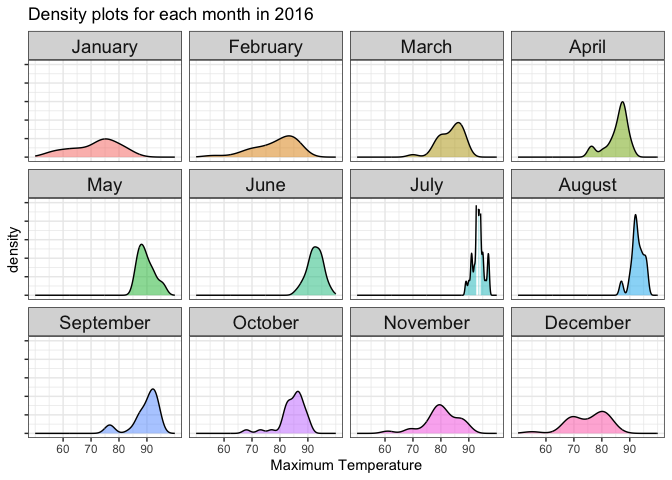 Density plots for each month in 2016
January February March April
May June July August
density
September October November December
60 70 80 90 60 70 80 90 60 70 80 90 60 70 80 90
Maximum Temperature